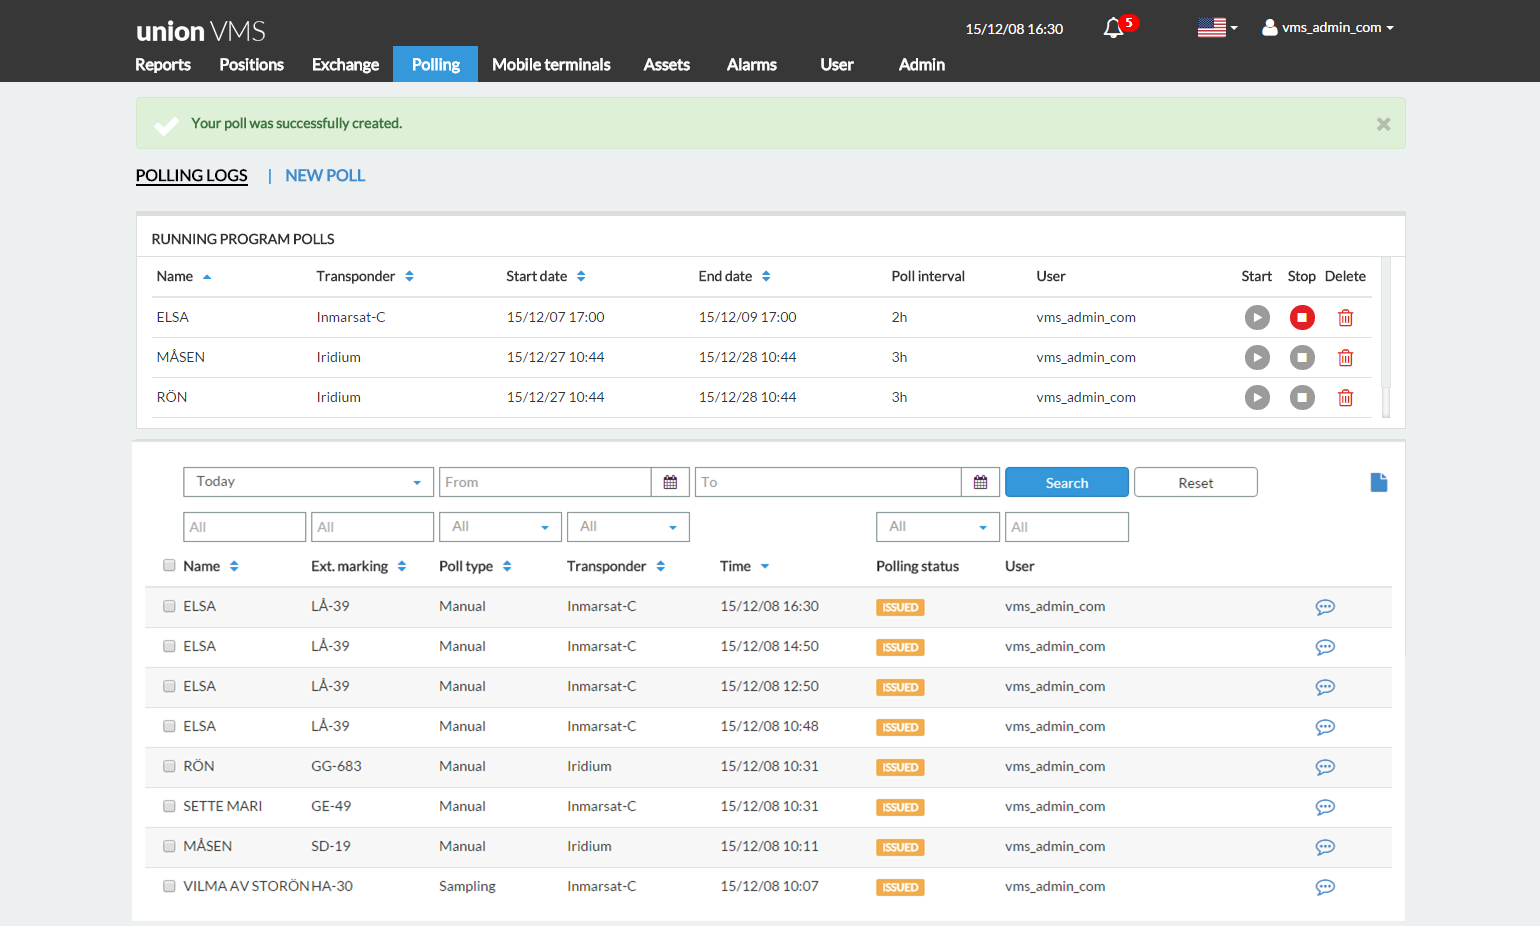 union VMS
15/12/08 16:30
5
vms_admin_com
Reports Positions Exchange Polling Mobile terminals Assets Alarms User Admin
Your poll was successfully created.
POLLING LOGS | NEW POLL
RUNNING PROGRAM POLLS
Name Transponder Start date End date Poll interval User Start Stop Delete
ELSA Inmarsat-C 15/12/07 17:00 15/12/09 17:00 2h vms_admin_com
MÅSEN Iridium 15/12/27 10:44 15/12/28 10:44 3h vms_admin_com
RÖN Iridium 15/12/27 10:44 15/12/28 10:44 3h vms_admin_com
Today From To Search Reset
All All All All All All
Name Ext. marking Poll type Transponder Time Polling status User
ELSA LÅ-39 Manual Inmarsat-C 15/12/08 16:30 ISSUED vms_admin_com
ELSA LÅ-39 Manual Inmarsat-C 15/12/08 14:50 ISSUED vms_admin_com
ELSA LÅ-39 Manual Inmarsat-C 15/12/08 12:50 ISSUED vms_admin_com
ELSA LÅ-39 Manual Inmarsat-C 15/12/08 10:48 ISSUED vms_admin_com
RÖN GG-683 Manual Iridium 15/12/08 10:31 ISSUED vms_admin_com
SETTE MARI GE-49 Manual Inmarsat-C 15/12/08 10:31 ISSUED vms_admin_com
MÅSEN SD-19 Manual Iridium 15/12/08 10:11 ISSUED vms_admin_com
VILMA AV STORÖN HA-30 Sampling Inmarsat-C 15/12/08 10:07 ISSUED vms_admin_com